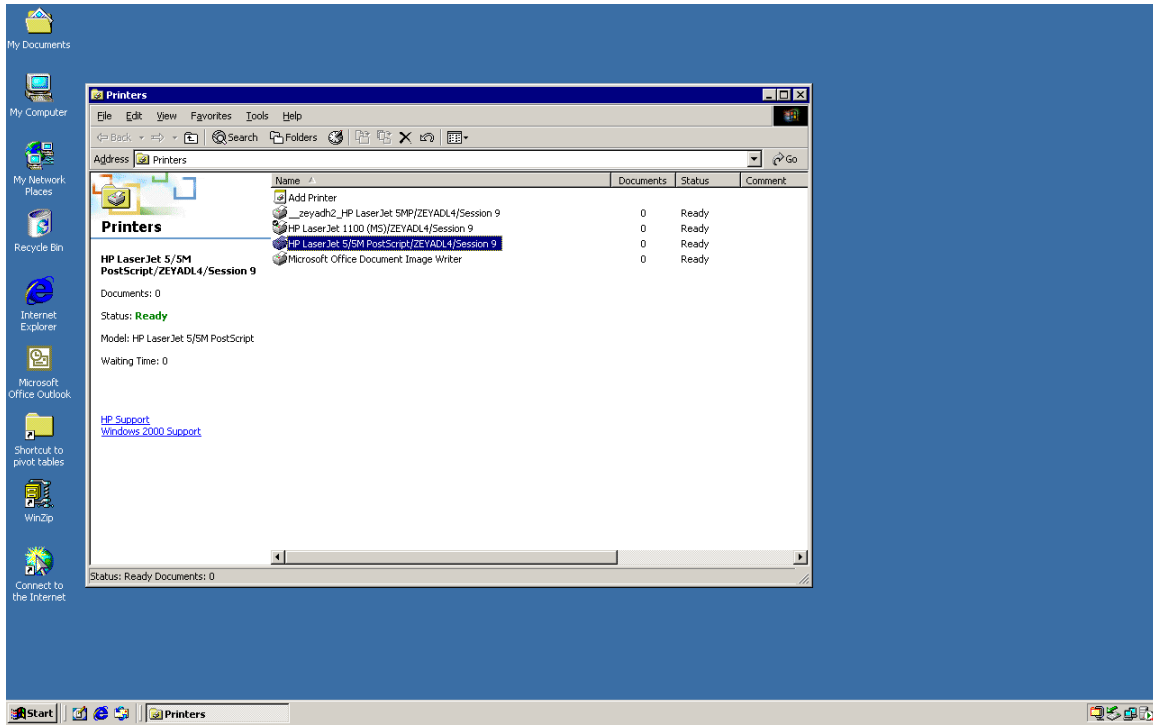 My Documents
My Computer
My Network
Places
Recycle Bin
Internet
Explorer
Microsoft
Office Outlook
Shortcut to
pivot tables
WinZip
Connect to
the Internet
Printers
File Edit View Favorites Tools Help
Back Search Folders
Address Printers Go
Printers
HP LaserJet 5/5M
PostScript/ZEYADL4/Session 9
Documents: 0
Status: Ready
Model: HP LaserJet 5/5M PostScript
Waiting Time: 0
HP Support
Windows 2000 Support
Name Documents Status Comment
Add Printer
__zeyadh2_HP LaserJet 5MP/ZEYADL4/Session 9 0 Ready
HP LaserJet 1100 (MS)/ZEYADL4/Session 9 0 Ready
HP LaserJet 5/5M PostScript/ZEYADL4/Session 9 0 Ready
Microsoft Office Document Image Writer 0 Ready
Status: Ready Documents: 0
Start Printers